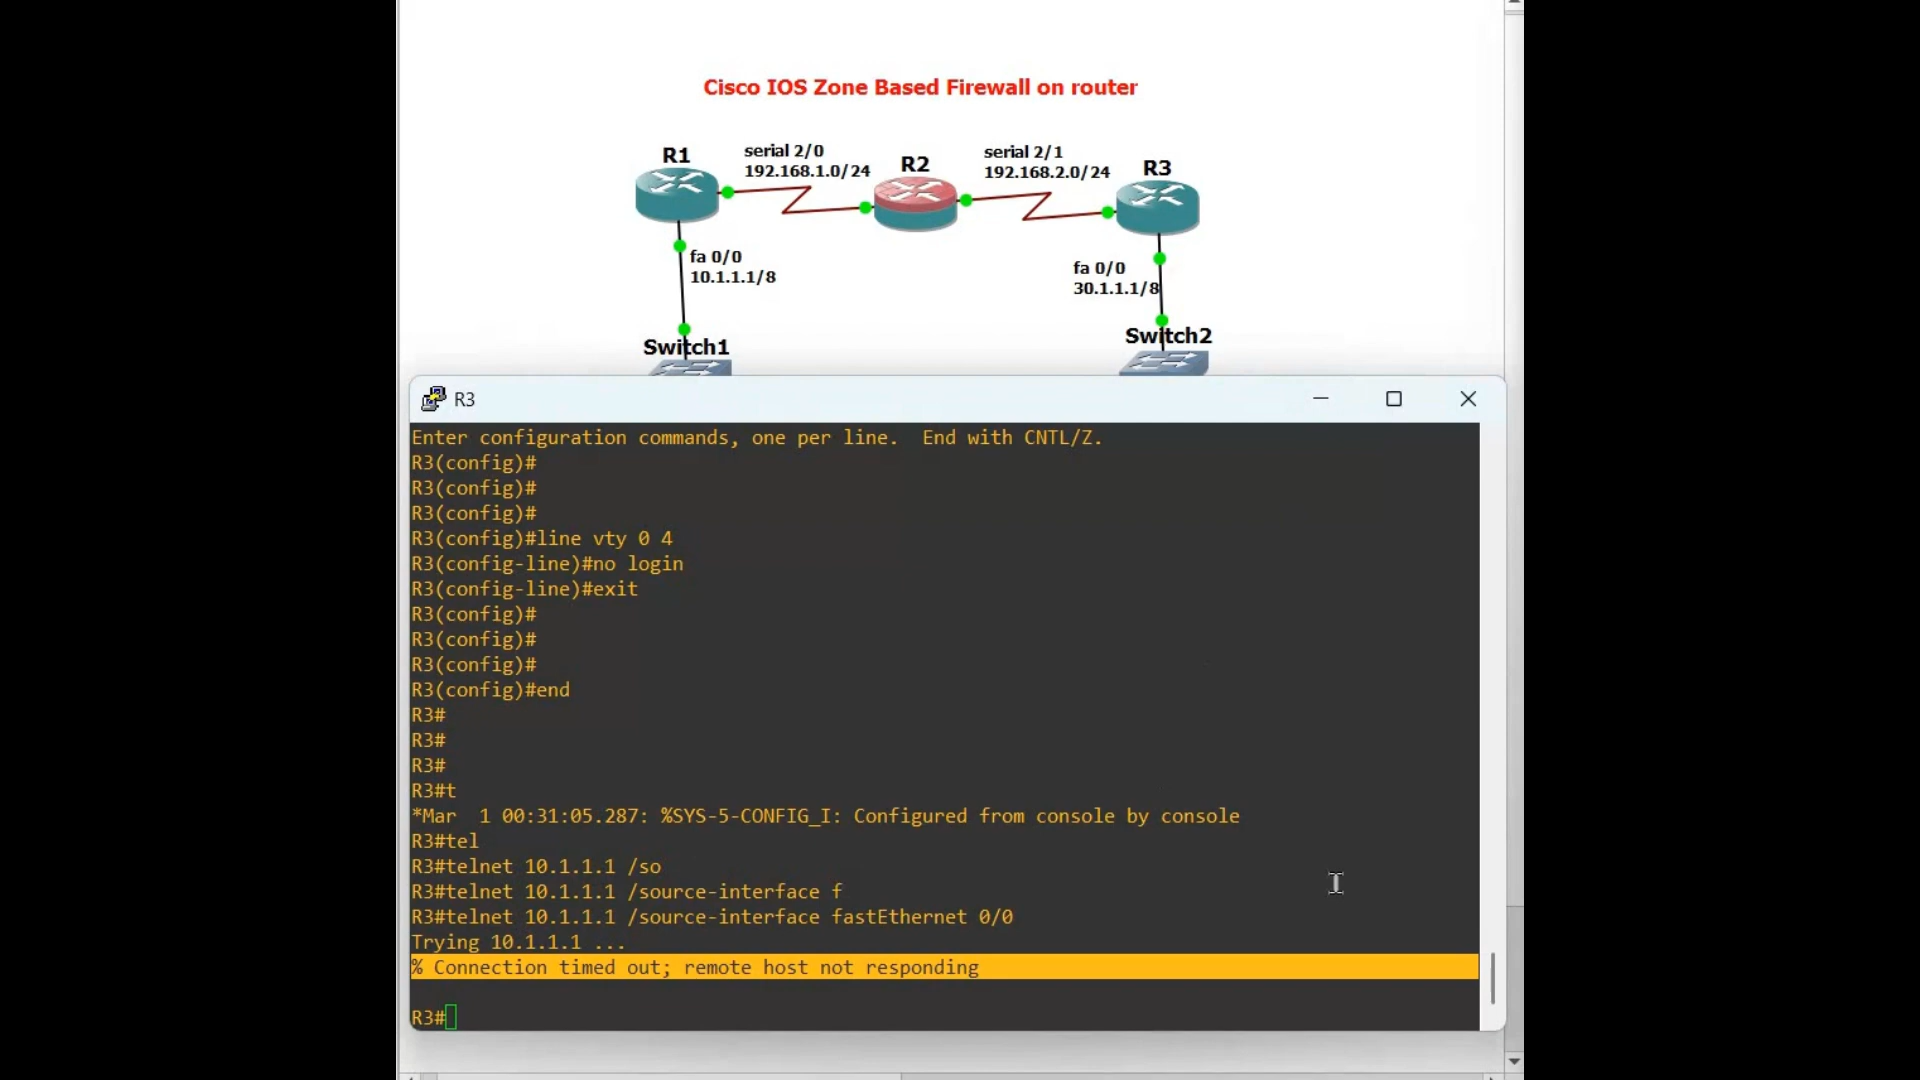 Cisco IOS Zone Based Firewall on router
R1
serial 2/0
192.168.1.0/24
R2
serial 2/1
192.168.2.0/24
R3
fa 0/0
10.1.1.1/8
fa 0/0
30.1.1.1/8
Switch1
Switch2
R3
Enter configuration commands, one per line.  End with CNTL/Z.
R3(config)#
R3(config)#
R3(config)#
R3(config)#line vty 0 4
R3(config-line)#no login
R3(config-line)#exit
R3(config)#
R3(config)#
R3(config)#
R3(config)#end
R3#
R3#
R3#
R3#t
*Mar  1 00:31:05.287: %SYS-5-CONFIG_I: Configured from console by console
R3#tel
R3#telnet 10.1.1.1 /so
R3#telnet 10.1.1.1 /source-interface f
R3#telnet 10.1.1.1 /source-interface fastEthernet 0/0
Trying 10.1.1.1 ...
% Connection timed out; remote host not responding
R3#